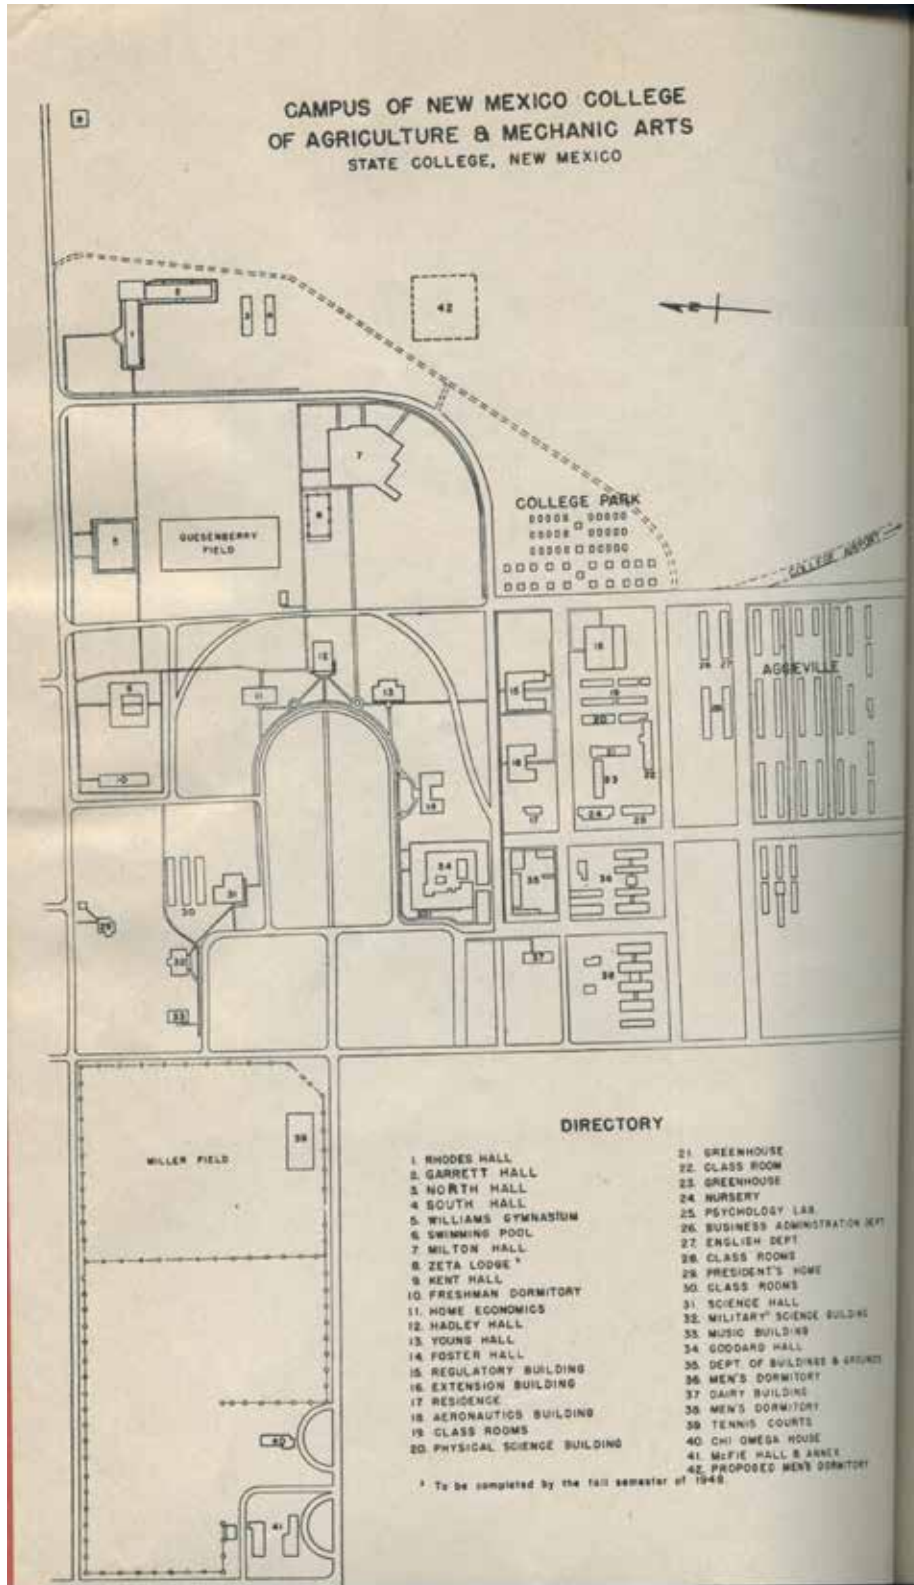 CAMPUS OF NEW MEXICO COLLEGE
OF AGRICULTURE & MECHANIC ARTS
STATE COLLEGE, NEW MEXICO
N
42
7
COLLEGE PARK
COLLEGE AIRPORT
QUESENBERRY
FIELD
AGGIEVILLE
MILLER FIELD
DIRECTORY
1. RHODES HALL
2. GARRETT HALL
3. NORTH HALL
4. SOUTH HALL
5. WILLIAMS GYMNASIUM
6. SWIMMING POOL
7. MILTON HALL
8. ZETA LODGE *
9. KENT HALL
10. FRESHMAN DORMITORY
11. HOME ECONOMICS
12. HADLEY HALL
13. YOUNG HALL
14. FOSTER HALL
15. REGULATORY BUILDING
16. EXTENSION BUILDING
17. RESIDENCE
18. AERONAUTICS BUILDING
19. CLASS ROOMS
20. PHYSICAL SCIENCE BUILDING
21. GREENHOUSE
22. CLASS ROOM
23. GREENHOUSE
24. NURSERY
25. PSYCHOLOGY LAB.
26. BUSINESS ADMINISTRATION DEPT
27. ENGLISH DEPT
28. CLASS ROOMS
29. PRESIDENT'S HOME
30. CLASS ROOMS
31. SCIENCE HALL
32. MILITARY SCIENCE BUILDING
33. MUSIC BUILDING
34. GODDARD HALL
35. DEPT. OF BUILDINGS & GROUNDS
36. MEN'S DORMITORY
37. DAIRY BUILDING
38. MEN'S DORMITORY
39. TENNIS COURTS
40. CHI OMEGA HOUSE
41. McFIE HALL & ANNEX
42. PROPOSED MEN'S DORMITORY
* To be completed by the fall semester of 1948.